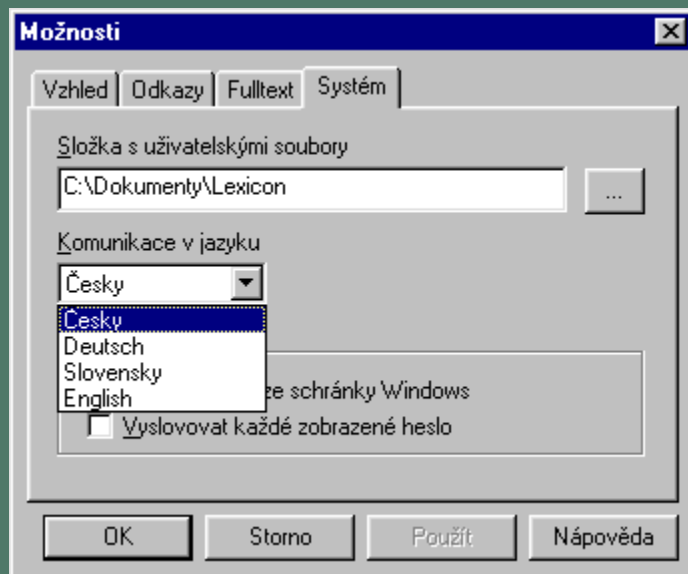 Možnosti
Vzhled Odkazy Fulltext Systém
Složka s uživatelskými soubory
C:\Dokumenty\Lexicon
...
Komunikace v jazyku
Česky
Česky
Deutsch
Slovensky
English
ze schránky Windows
Vyslovovat každé zobrazené heslo
OK Storno Použít Nápověda